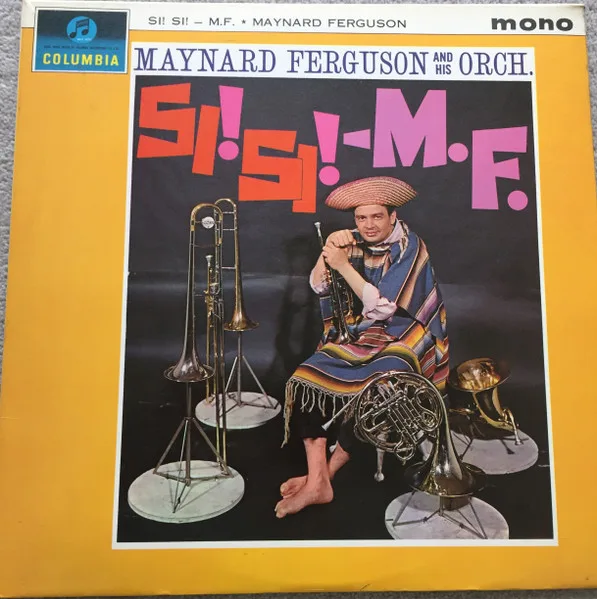 SI! SI! – M.F. ★ MAYNARD FERGUSON
mono
COLUMBIA
MAYNARD FERGUSON AND HIS ORCH.
SI! SI! – M.F.